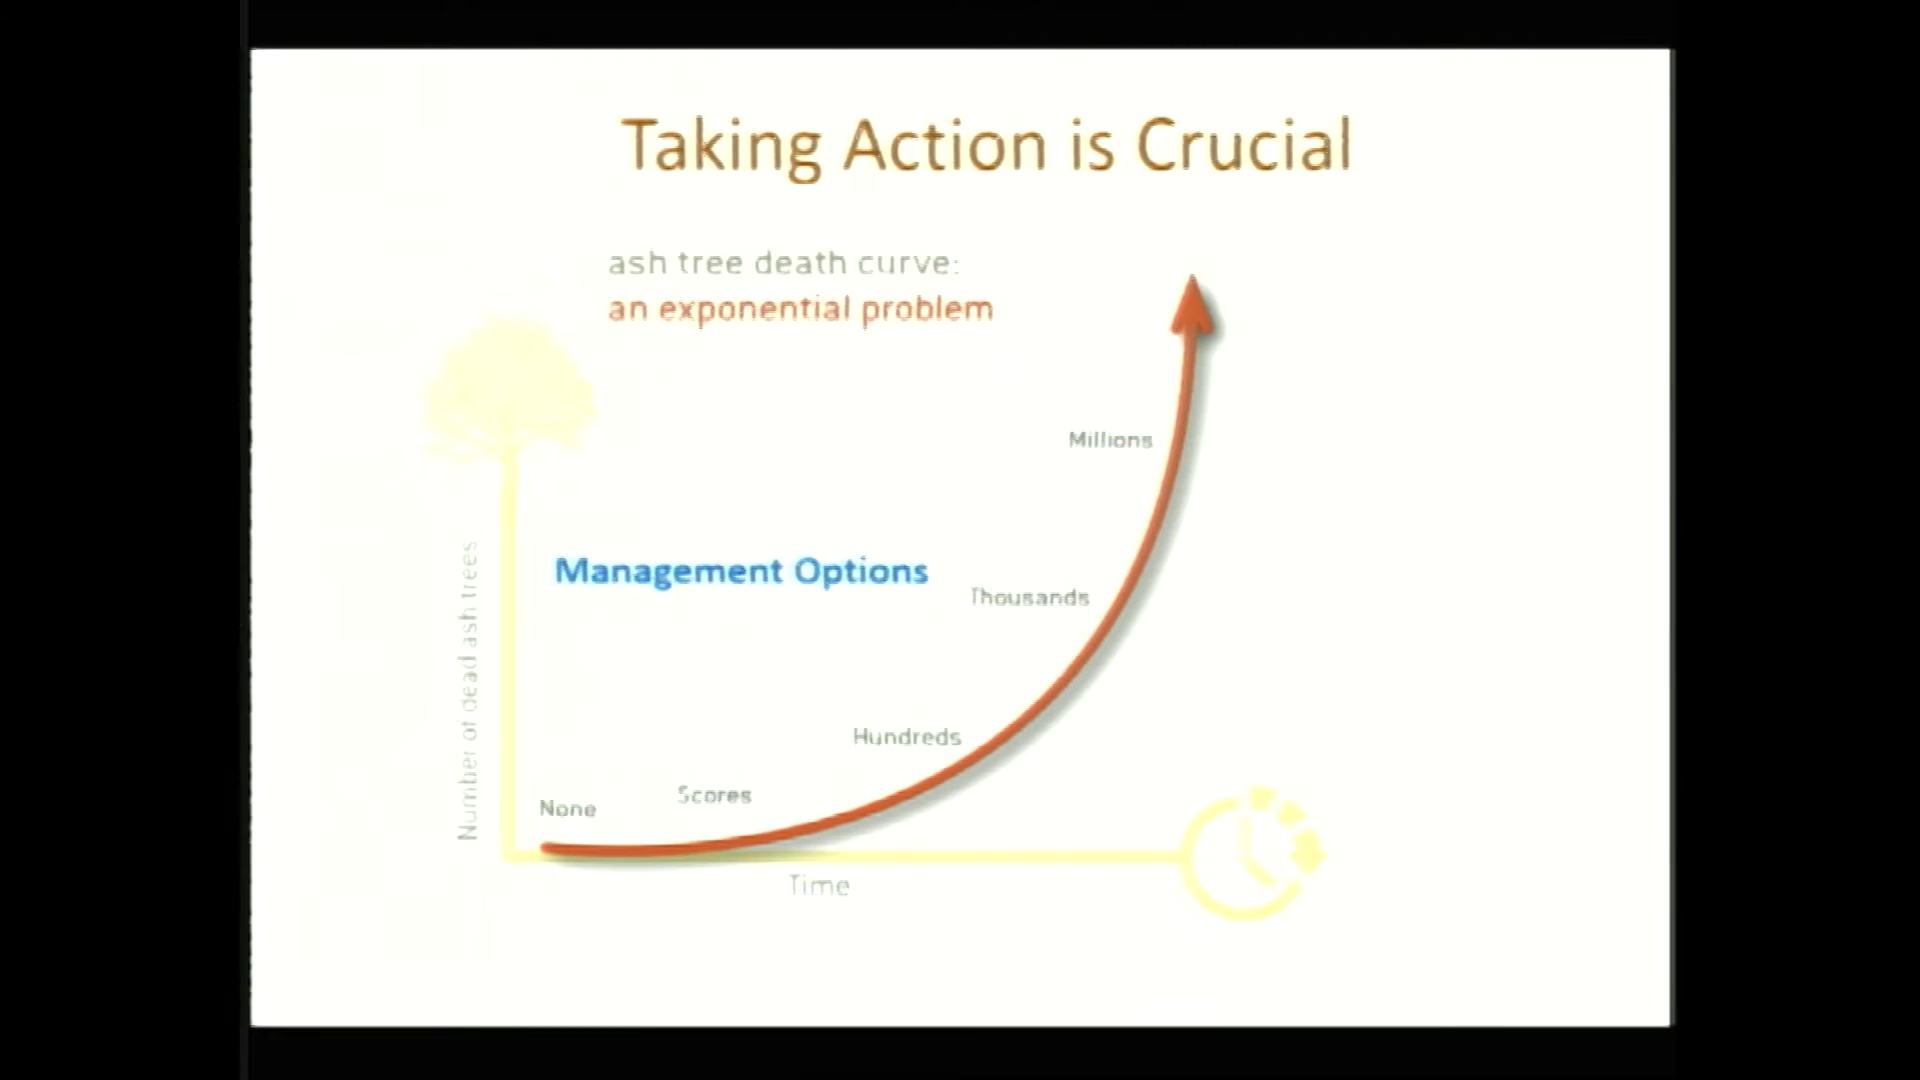 Taking Action is Crucial
ash tree death curve:
an exponential problem
Millions
Management Options
Thousands
Number of dead ash trees
Hundreds
Scores
None
Time